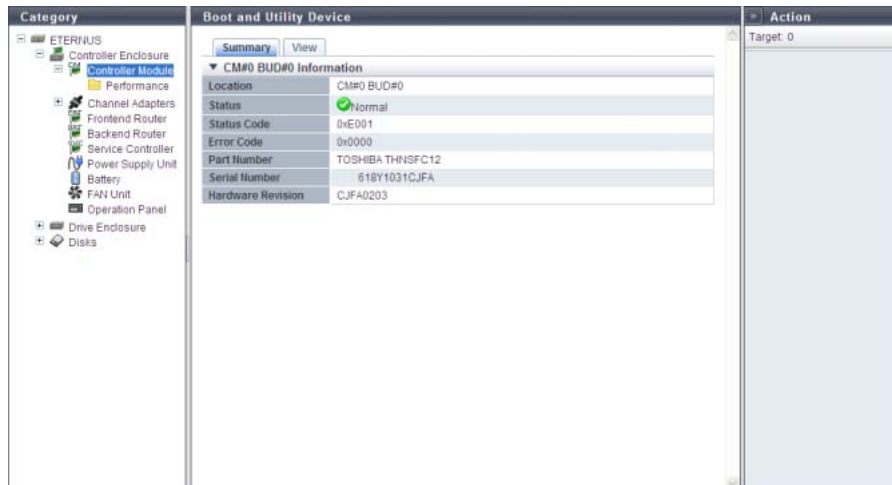 Category
ETERNUS
Controller Enclosure
Controller Module
Performance
Channel Adapters
Frontend Router
Backend Router
Service Controller
Power Supply Unit
Battery
FAN Unit
Operation Panel
Drive Enclosure
Disks
Boot and Utility Device
Summary View
▼ CM#0 BUD#0 Information
Location CM#0 BUD#0
Status Normal
Status Code 0xE001
Error Code 0x0000
Part Number TOSHIBA THNSFC12
Serial Number 618Y1031CJFA
Hardware Revision CJFA0203
» Action
Target: 0